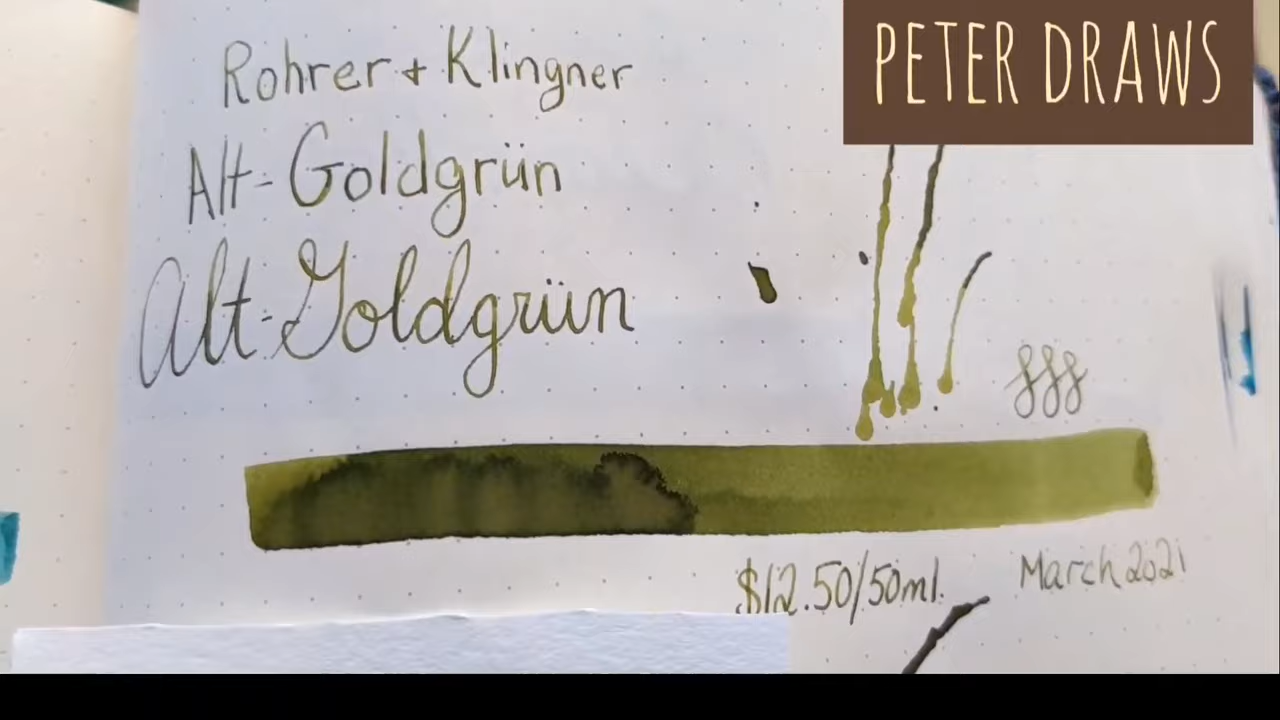 PETER DRAWS
Rohrer + Klingner
Alt-Goldgrün
Alt-Goldgrün
$12.50/50ml.
March 2021